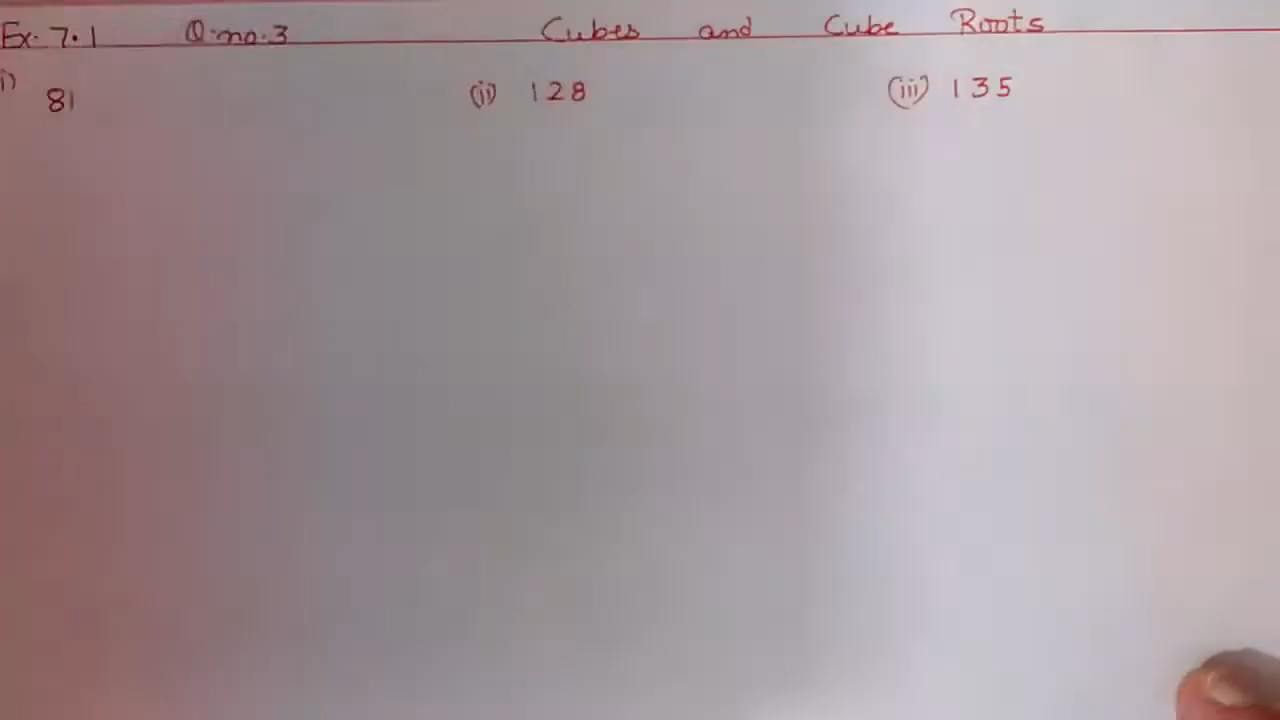 Ex. 7.1 Q.no.3 Cubes and Cube Roots
i) 81 (ii) 128 (iii) 135